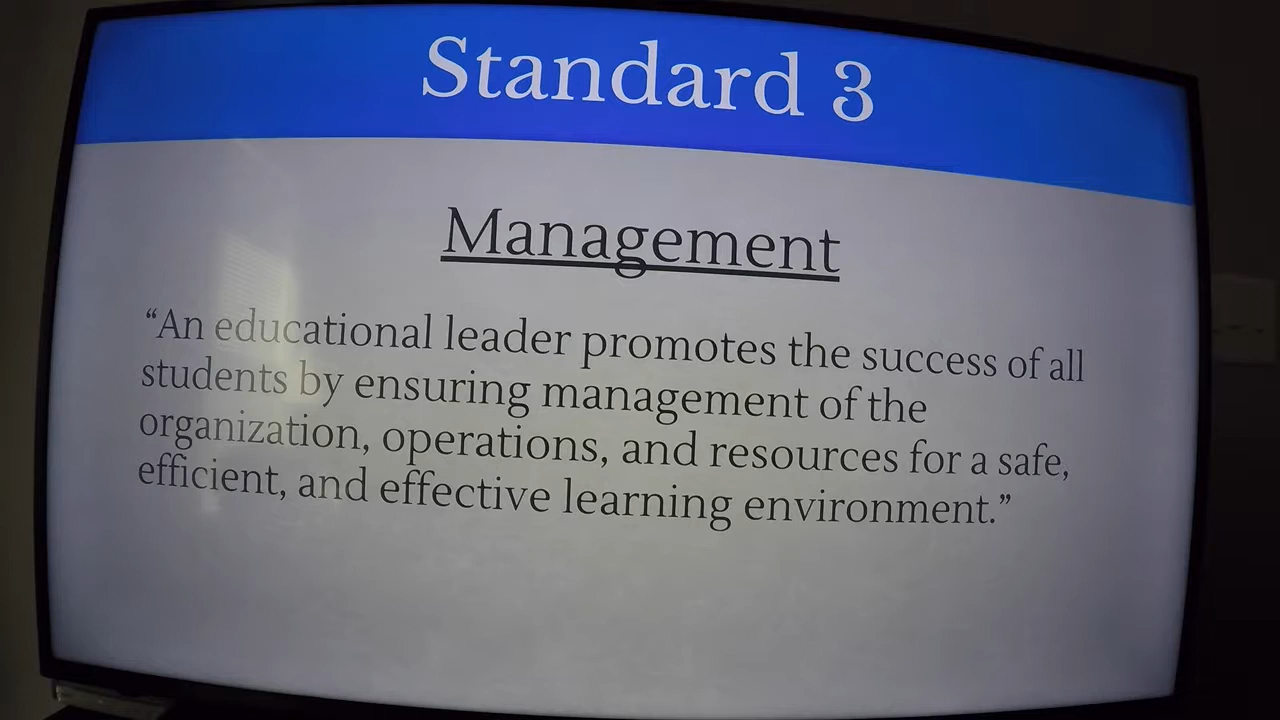 Standard 3
Management
“An educational leader promotes the success of all
students by ensuring management of the
organization, operations, and resources for a safe,
efficient, and effective learning environment.”